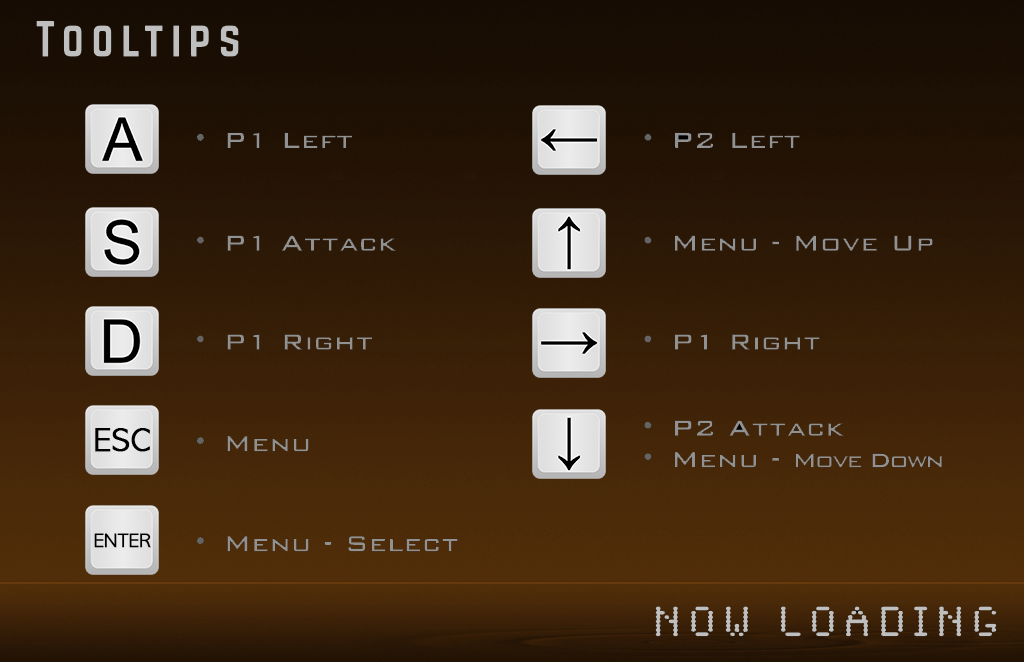 Tooltips
A
• P1 Left
← 
• P2 Left
S
• P1 Attack
↑
• Menu - Move Up
D
• P1 Right
→
• P1 Right
ESC
• Menu
↓
• P2 Attack
• Menu - Move Down
ENTER
• Menu - Select
NOW LOADING